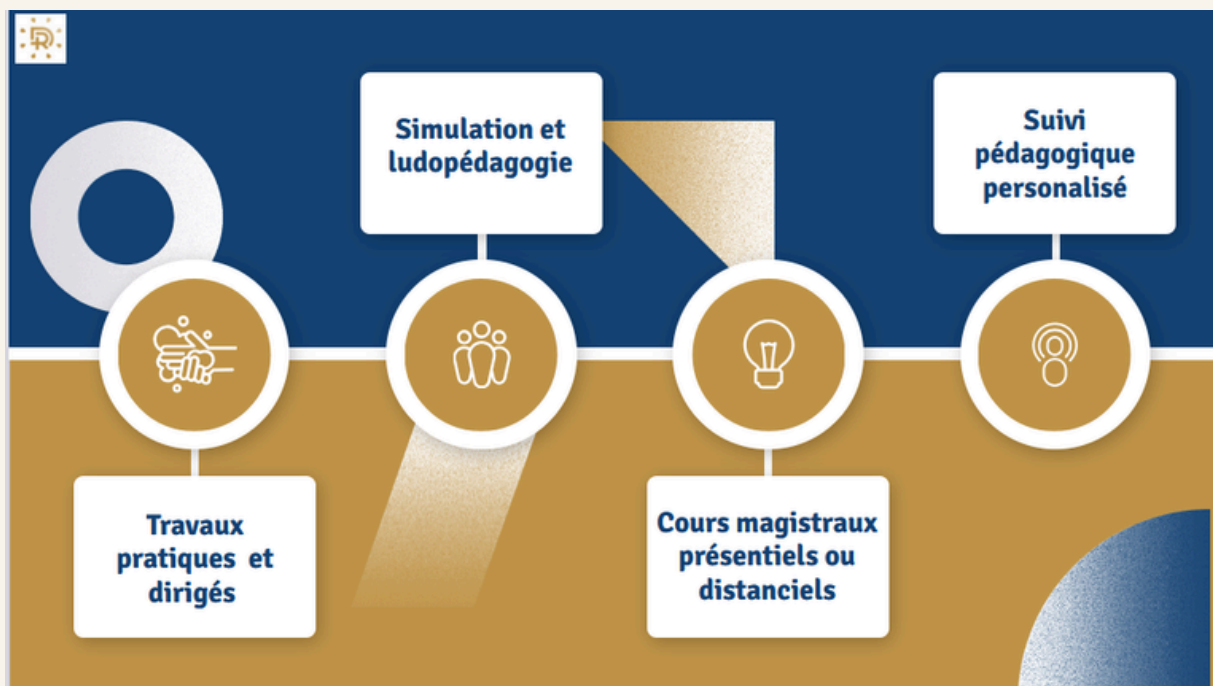 Simulation et
ludopédagogie
Suivi
pédagogique
personalisé
Travaux
pratiques et
dirigés
Cours magistraux
présentiels ou
distanciels